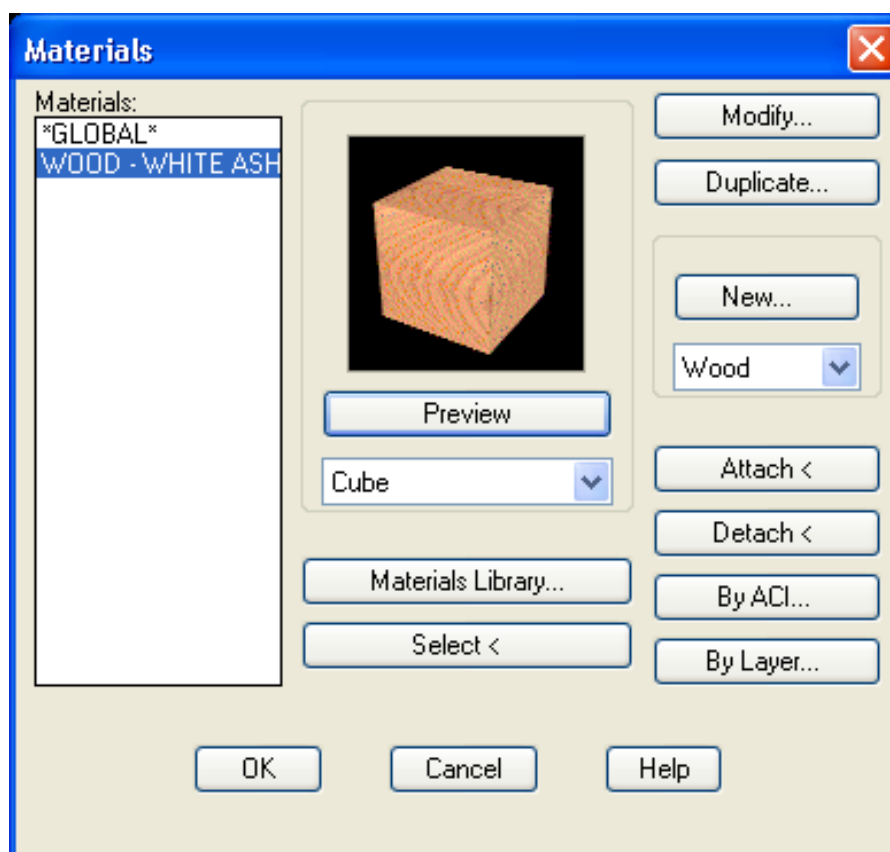 Materials
Materials:
*GLOBAL*
WOOD - WHITE ASH
Preview
Cube
Materials Library...
Select <
Modify...
Duplicate...
New...
Wood
Attach <
Detach <
By ACI...
By Layer...
OK
Cancel
Help